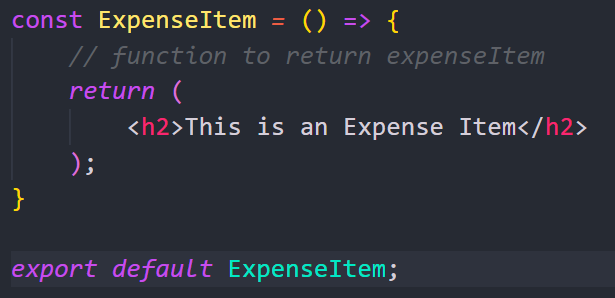 const ExpenseItem = () => {
    // function to return expenseItem
    return (
        <h2>This is an Expense Item</h2>
    );
}

export default ExpenseItem;